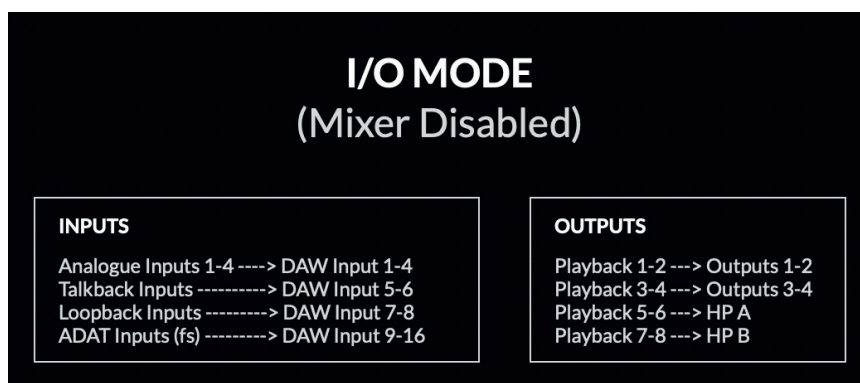 I/O MODE
(Mixer Disabled)
INPUTS
Analogue Inputs 1-4 ----> DAW Input 1-4
Talkback Inputs ----------> DAW Input 5-6
Loopback Inputs ---------> DAW Input 7-8
ADAT Inputs (fs) ---------> DAW Input 9-16
OUTPUTS
Playback 1-2 ---> Outputs 1-2
Playback 3-4 ---> Outputs 3-4
Playback 5-6 ---> HP A
Playback 7-8 ---> HP B